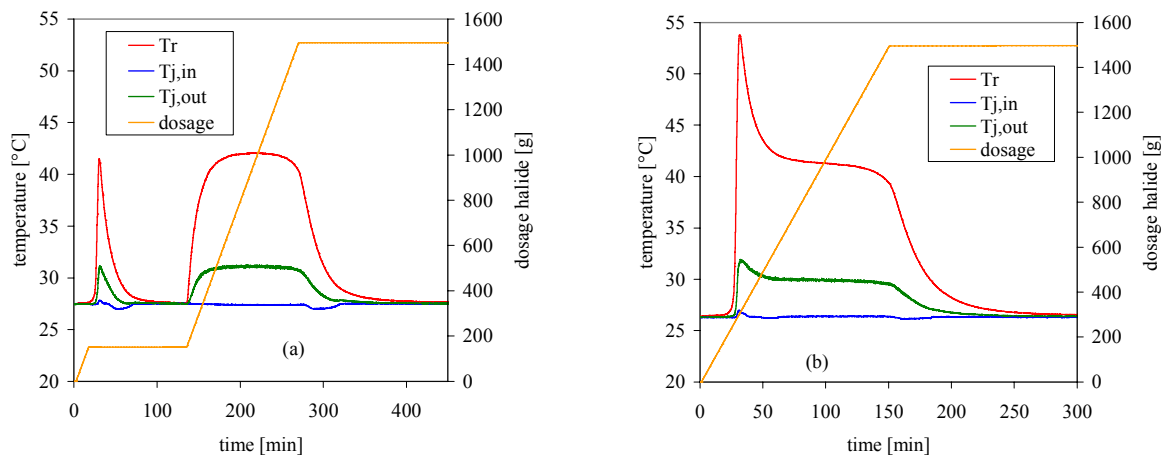 55
50
45
40
35
30
25
20
temperature [°C]
Tr
Tj,in
Tj,out
dosage
(a)
0
100
200
300
400
time [min]
1600
1400
1200
1000
800
600
400
200
0
dosage halide [g]
55
50
45
40
35
30
25
20
temperature [°C]
Tr
Tj,in
Tj,out
dosage
(b)
0
50
100
150
200
250
300
time [min]
1600
1400
1200
1000
800
600
400
200
0
dosage halide [g]